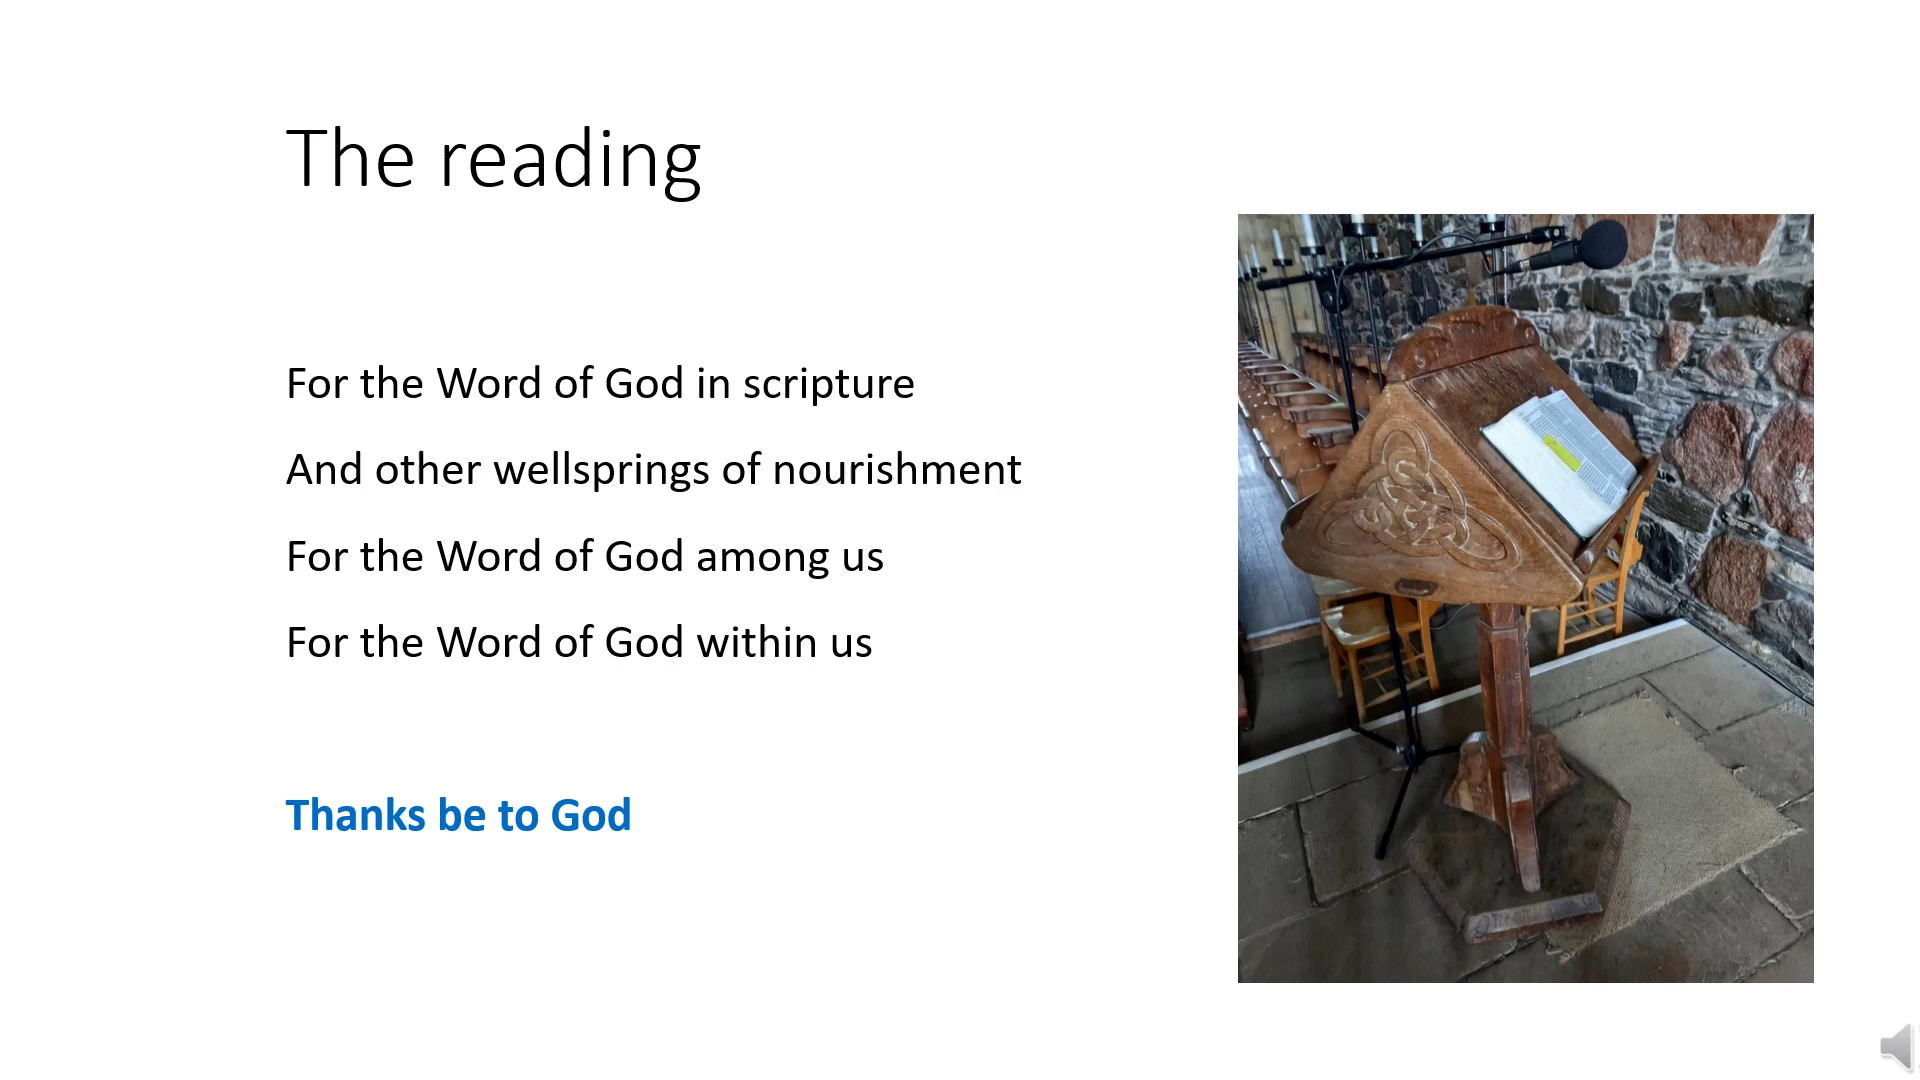 The reading
For the Word of God in scripture
And other wellsprings of nourishment
For the Word of God among us
For the Word of God within us
Thanks be to God